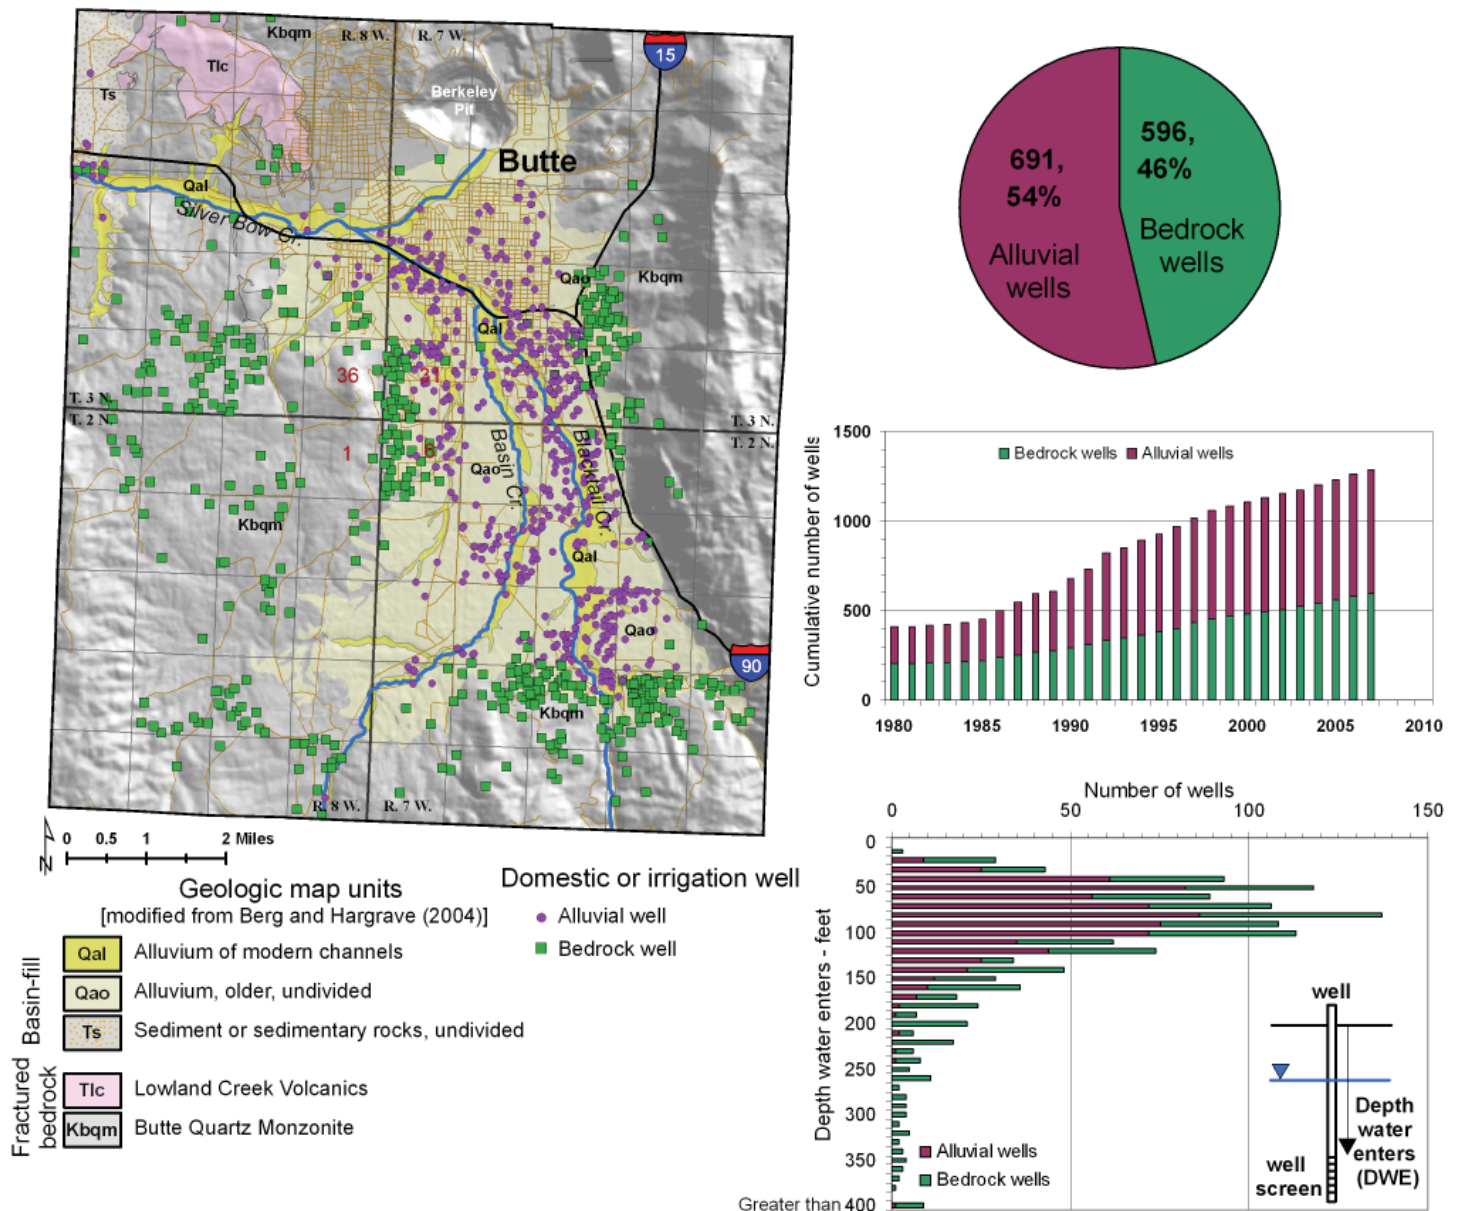 Kbqm
R. 8 W.
R. 7 W.
15
Tlc
Ts
Berkeley
Pit
Butte
Qal
Silver Bow Cr.
Qao
Kbqm
Qal
36
31
T. 3 N.
T. 2 N.
T. 3 N.
T. 2 N.
1
6
Basin Cr.
Blacktail Cr.
Qao
Kbqm
Qal
Qao
90
Kbqm
R. 8 W.
R. 7 W.
N
0 0.5 1 2 Miles
Geologic map units
[modified from Berg and Hargrave (2004)]
Basin-fill
Qal Alluvium of modern channels
Qao Alluvium, older, undivided
Ts Sediment or sedimentary rocks, undivided
Fractured
bedrock
Tlc Lowland Creek Volcanics
Kbqm Butte Quartz Monzonite
Domestic or irrigation well
Alluvial well
Bedrock well
691,
54%
Alluvial
wells
596,
46%
Bedrock
wells
Cumulative number of wells
1500
1000
500
0
Bedrock wells Alluvial wells
1980 1985 1990 1995 2000 2005 2010
Number of wells
0 50 100 150
Depth water enters - feet
0
50
100
150
200
250
300
350
Greater than 400
Alluvial wells
Bedrock wells
well
Depth
water
enters
(DWE)
well
screen